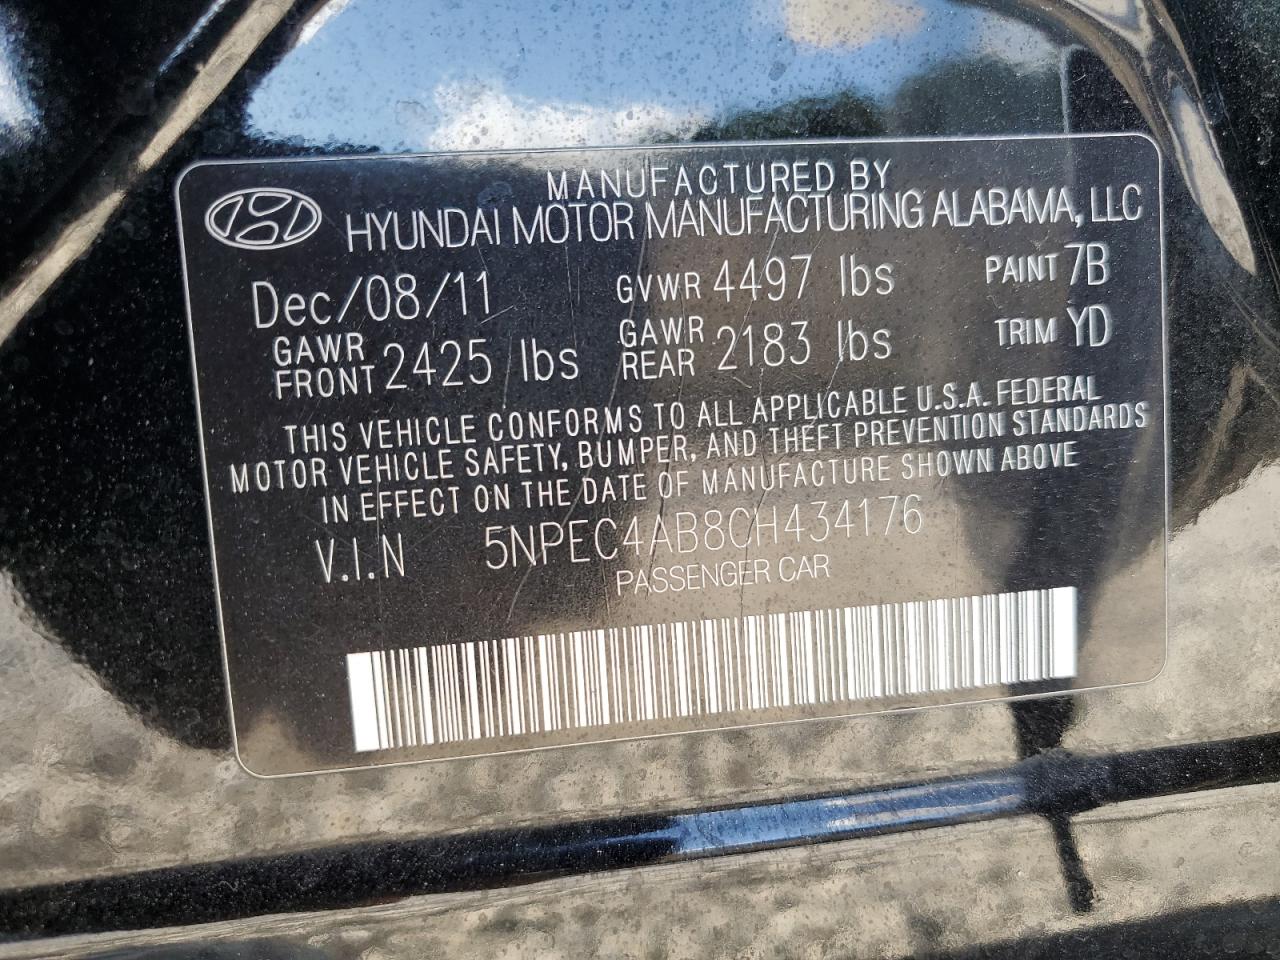 MANUFACTURED BY
HYUNDAI MOTOR MANUFACTURING ALABAMA, LLC
Dec/08/11 GVWR 4497 lbs PAINT 7B
GAWR FRONT 2425 lbs GAWR REAR 2183 lbs TRIM YD
THIS VEHICLE CONFORMS TO ALL APPLICABLE U.S.A. FEDERAL
MOTOR VEHICLE SAFETY, BUMPER, AND THEFT PREVENTION STANDARDS
IN EFFECT ON THE DATE OF MANUFACTURE SHOWN ABOVE
V.I.N 5NPEC4AB8CH434176
PASSENGER CAR